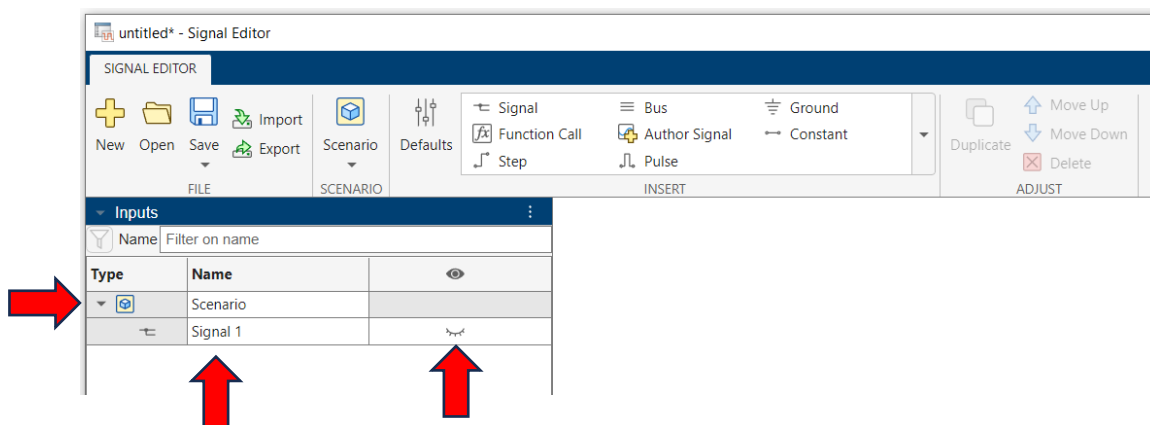 untitled* - Signal Editor
SIGNAL EDITOR
New Open Save Import Export
FILE
Scenario
SCENARIO
Defaults
Signal Bus Ground
fx Function Call Author Signal Constant
Step Pulse
INSERT
Duplicate Move Up
Move Down
Delete
ADJUST
Inputs
Name Filter on name
Type Name
Scenario
Signal 1